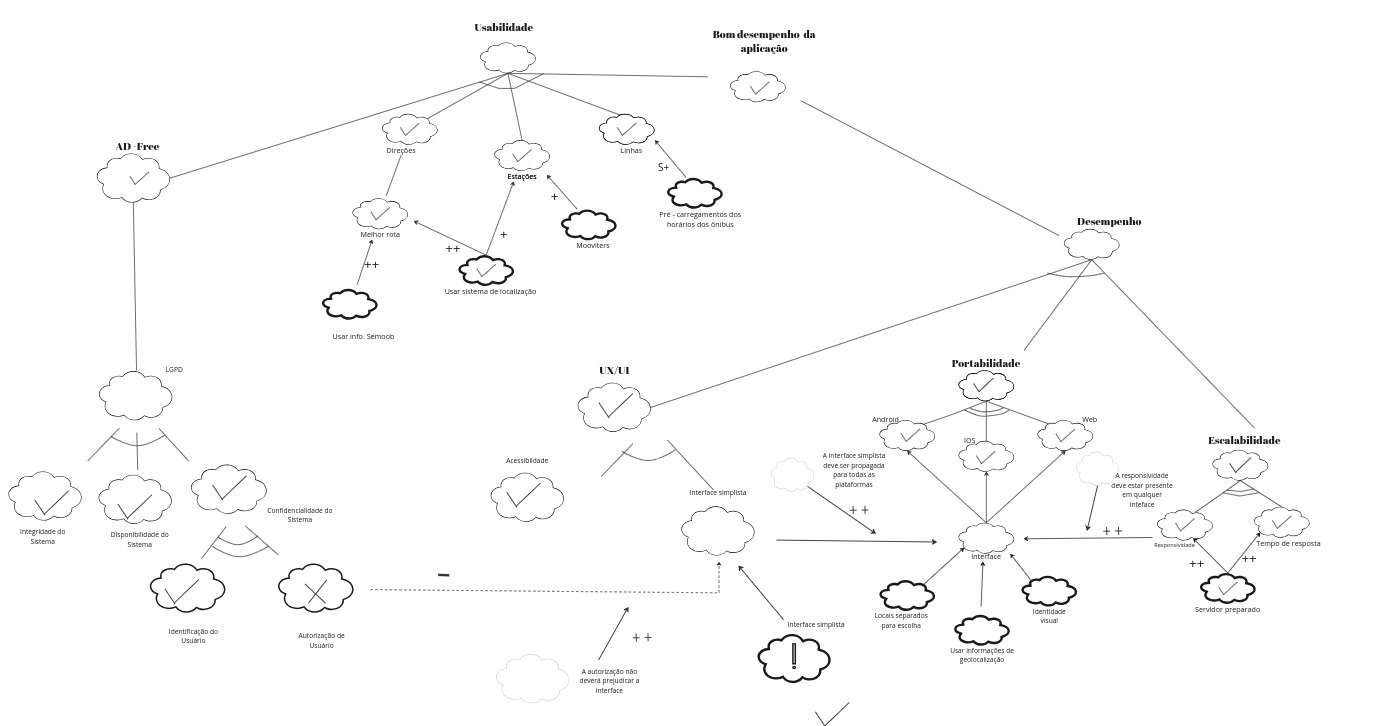 Usabilidade
Bom desempenho da
aplicação
AD -Free
Direções
Estações
Linhas
S+
+
Pré - carregamentos dos
horários dos ônibus
Melhor rota
++
+
Mooviters
++
Usar sistema de localização
Usar info. Semoob
Desempenho
LGPD
UX/UI
Portabilidade
Android
Web
IOS
Escalabilidade
Acessibilidade
A interface simplista
deve ser propagada
para todas as
plataformas
A responsividade
deve estar presente
em qualquer
inteface
Interface simplista
Confidencialidade do
Sistema
+ +
+ +
Integridade do
Sistema
Disponibilidade do
Sistema
Interface
Responsividade
Tempo de resposta
++
++
–
Locais separados
para escolha
Identidade
visual
Servidor preparado
Identificação do
Usuário
Autorização de
Usuário
+ +
Interface simplista
!
Usar informações de
geolocalização
A autorização não
deverá prejudicar a
interface